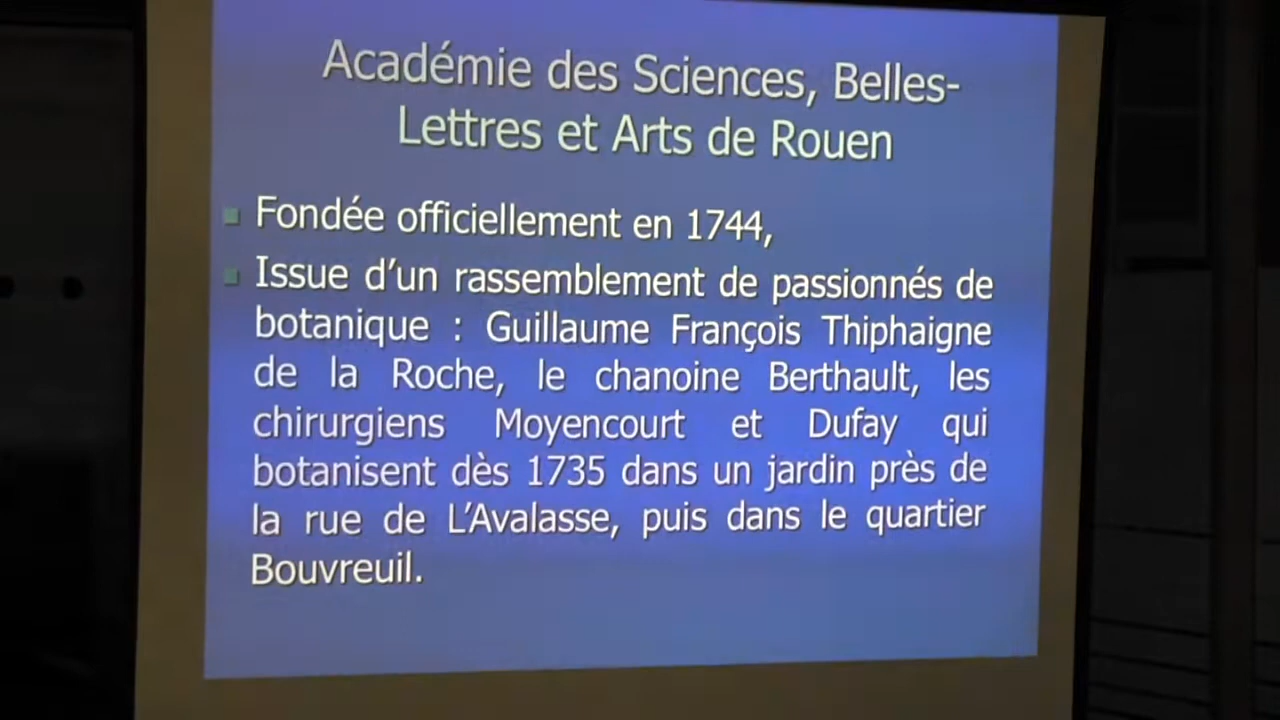 Académie des Sciences, Belles-
Lettres et Arts de Rouen
Fondée officiellement en 1744,
Issue d'un rassemblement de passionnés de
botanique : Guillaume François Thiphaigne
de la Roche, le chanoine Berthault, les
chirurgiens Moyencourt et Dufay qui
botanisent dès 1735 dans un jardin près de
la rue de L'Avalasse, puis dans le quartier
Bouvreuil.